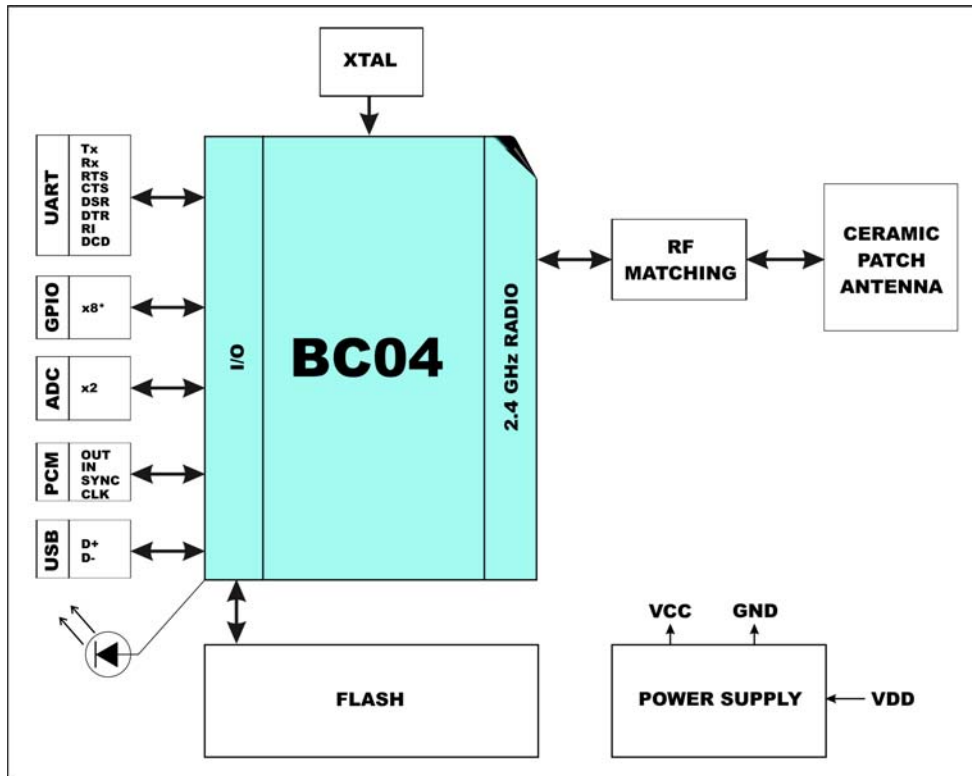 XTAL
UART
Tx
Rx
RTS
CTS
DSR
DTR
RI
DCD
GPIO
x8*
ADC
x2
PCM
OUT
IN
SYNC
CLK
USB
D+
D-
I/O
BC04
2.4 GHz RADIO
RF
MATCHING
CERAMIC
PATCH
ANTENNA
FLASH
VCC
GND
POWER SUPPLY
VDD